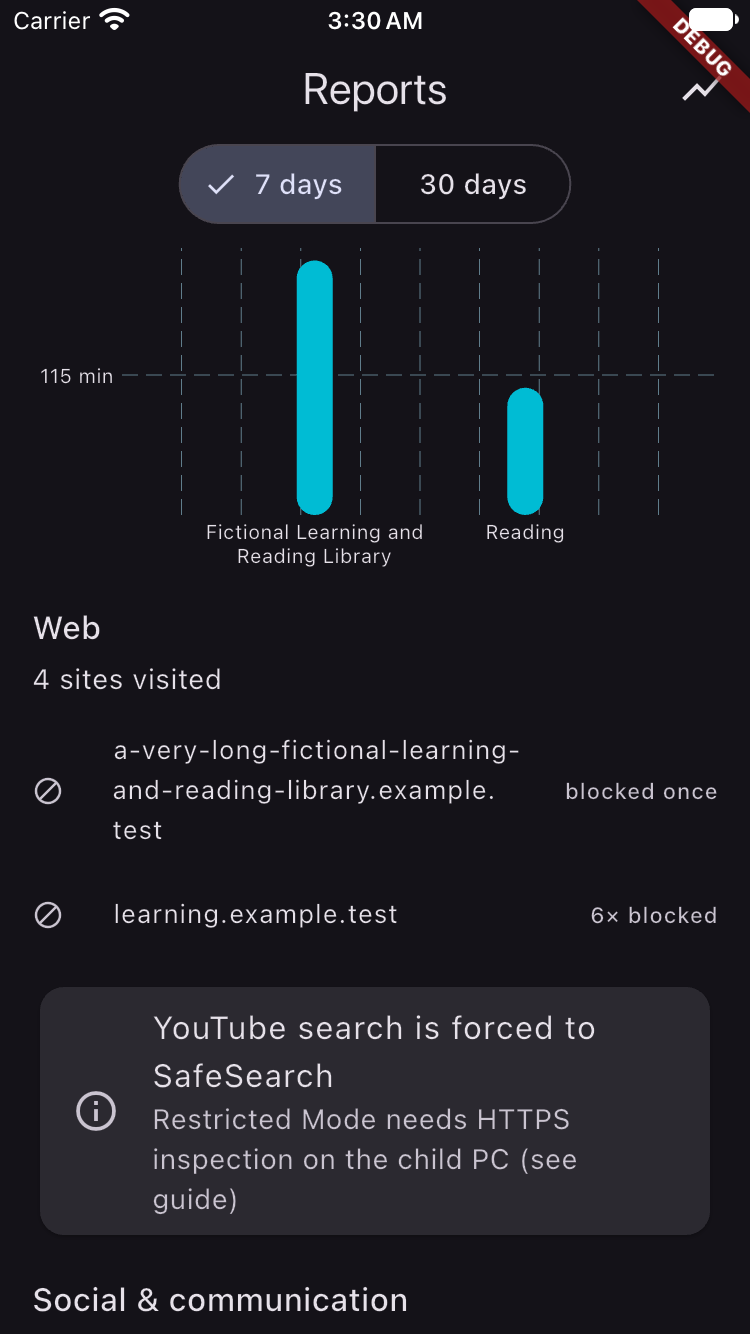 Carrier
3:30 AM
DEBUG
Reports
7 days
30 days
115 min
Fictional Learning and
Reading Library
Reading
Web
4 sites visited
a-very-long-fictional-learning-
and-reading-library.example.
test
blocked once
learning.example.test
6× blocked
YouTube search is forced to
SafeSearch
Restricted Mode needs HTTPS
inspection on the child PC (see
guide)
Social & communication